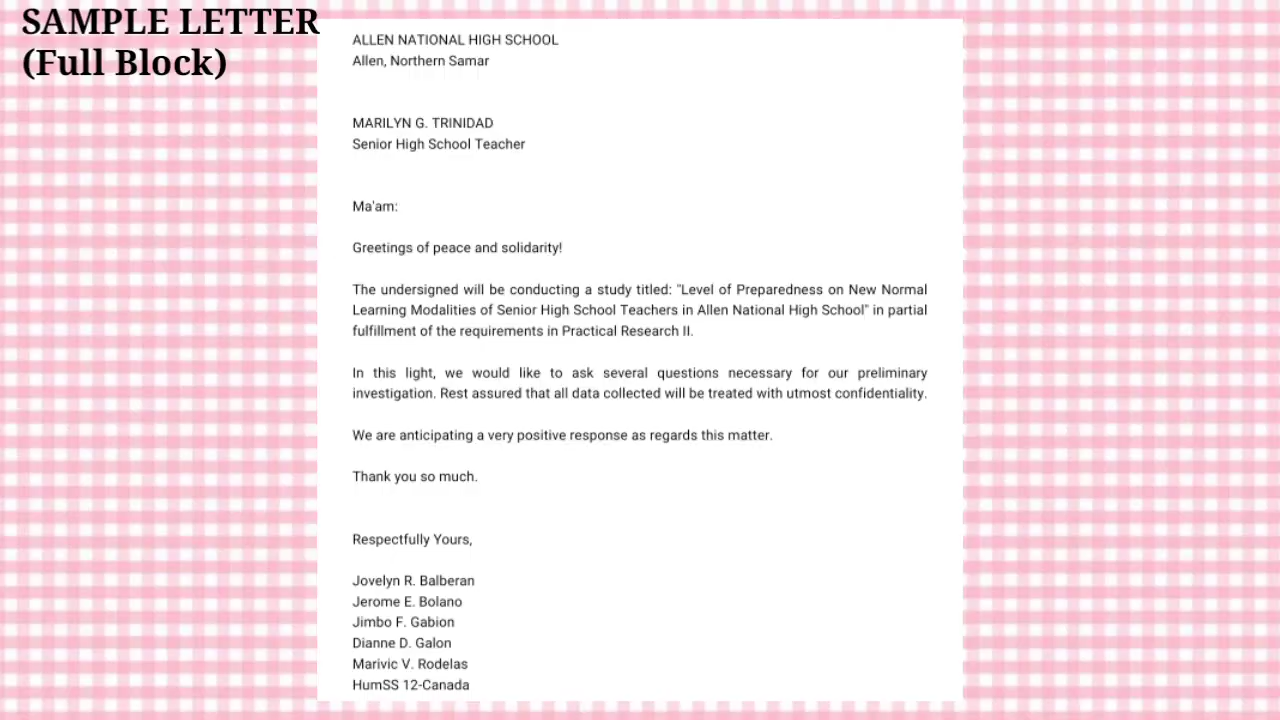 SAMPLE LETTER
(Full Block)
ALLEN NATIONAL HIGH SCHOOL
Allen, Northern Samar
MARILYN G. TRINIDAD
Senior High School Teacher
Ma'am:
Greetings of peace and solidarity!
The undersigned will be conducting a study titled: "Level of Preparedness on New Normal
Learning Modalities of Senior High School Teachers in Allen National High School" in partial
fulfillment of the requirements in Practical Research II.
In this light, we would like to ask several questions necessary for our preliminary
investigation. Rest assured that all data collected will be treated with utmost confidentiality.
We are anticipating a very positive response as regards this matter.
Thank you so much.
Respectfully Yours,
Jovelyn R. Balberan
Jerome E. Bolano
Jimbo F. Gabion
Dianne D. Galon
Marivic V. Rodelas
HumSS 12-Canada